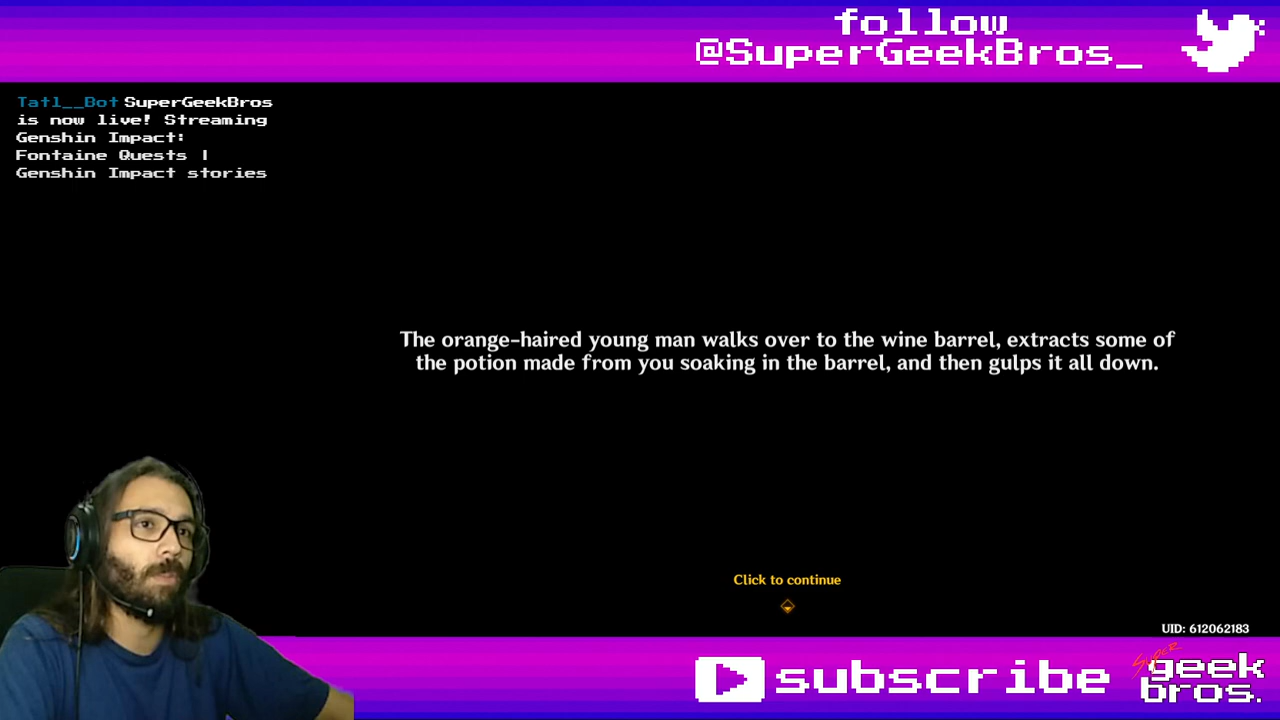 follow
@SuperGeekBros_
Tatl__Bot SuperGeekBros
is now live! Streaming
Genshin Impact:
Fontaine Quests |
Genshin Impact stories
The orange-haired young man walks over to the wine barrel, extracts some of
the potion made from you soaking in the barrel, and then gulps it all down.
Click to continue
UID: 612062183
subscribe
super
geek
bros.